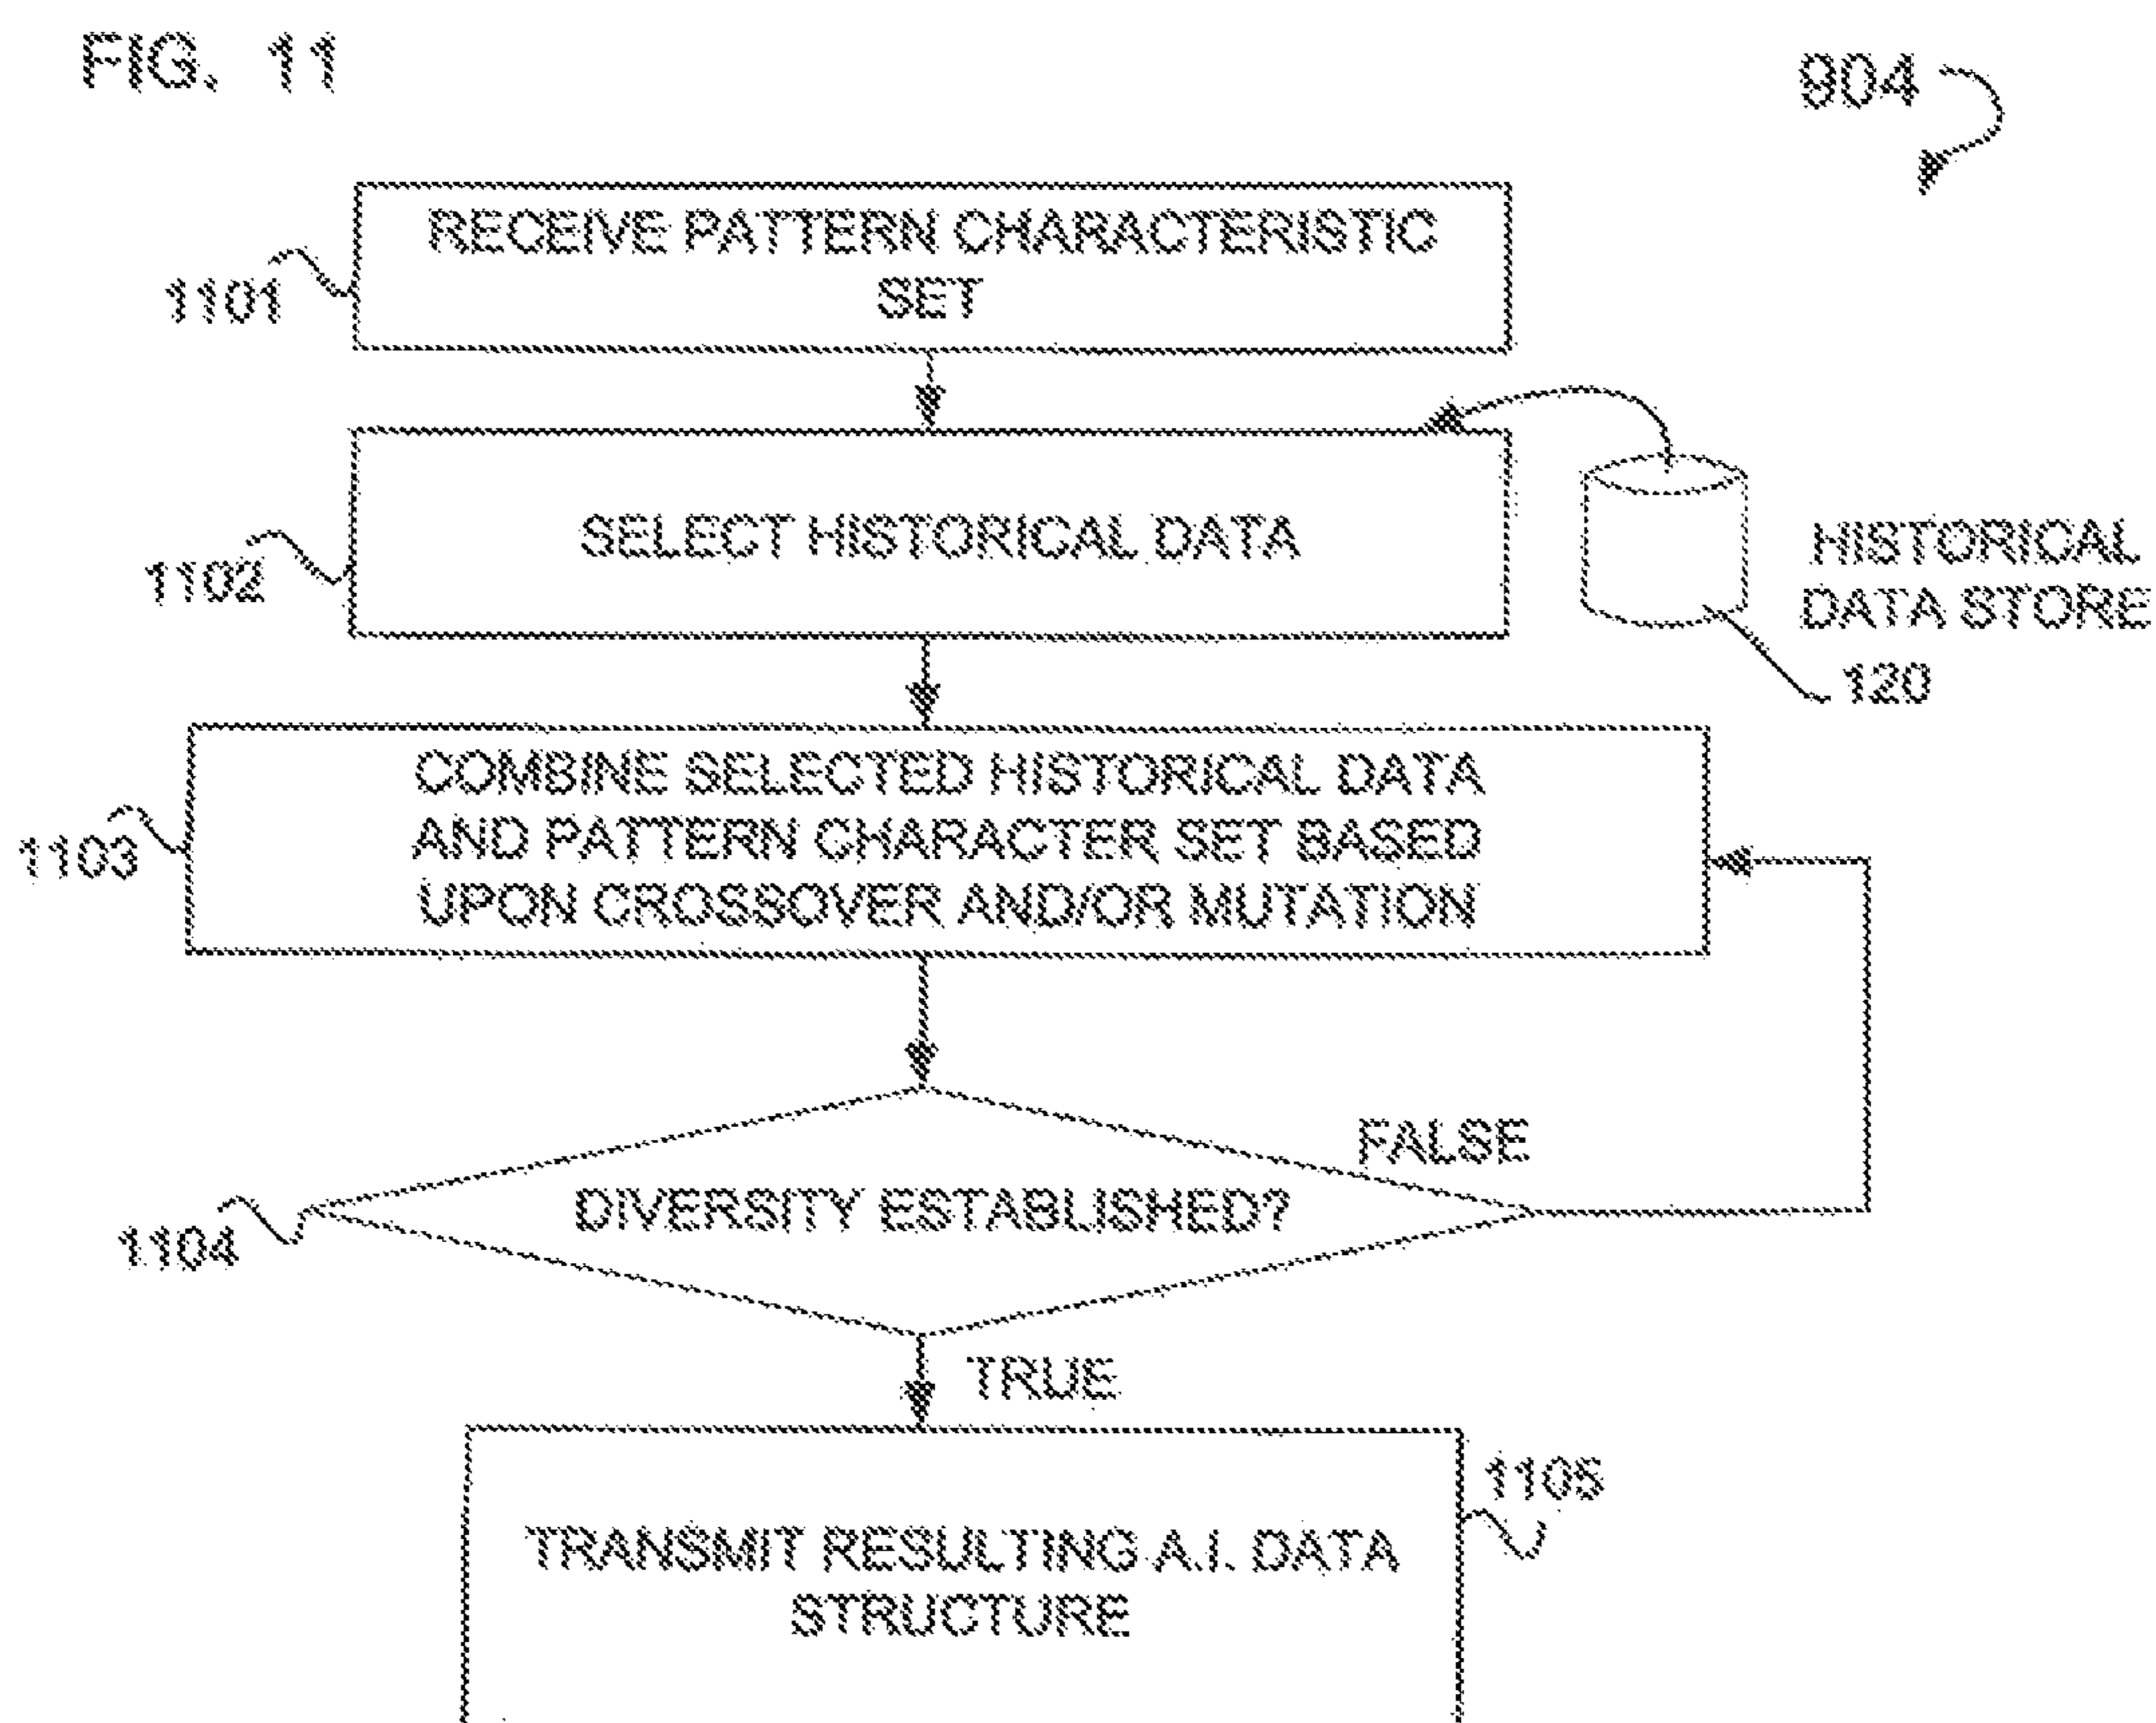 FIG. 11
904
RECEIVE PATTERN CHARACTERISTIC
SET
1101
SELECT HISTORICAL DATA
1102
HISTORICAL
DATA STORE
120
COMBINE SELECTED HISTORICAL DATA
AND PATTERN CHARACTER SET BASED
UPON CROSSOVER AND/OR MUTATION
1103
FALSE
DIVERSITY ESTABLISHED?
1104
TRUE
1105
TRANSMIT RESULTING A.I. DATA
STRUCTURE